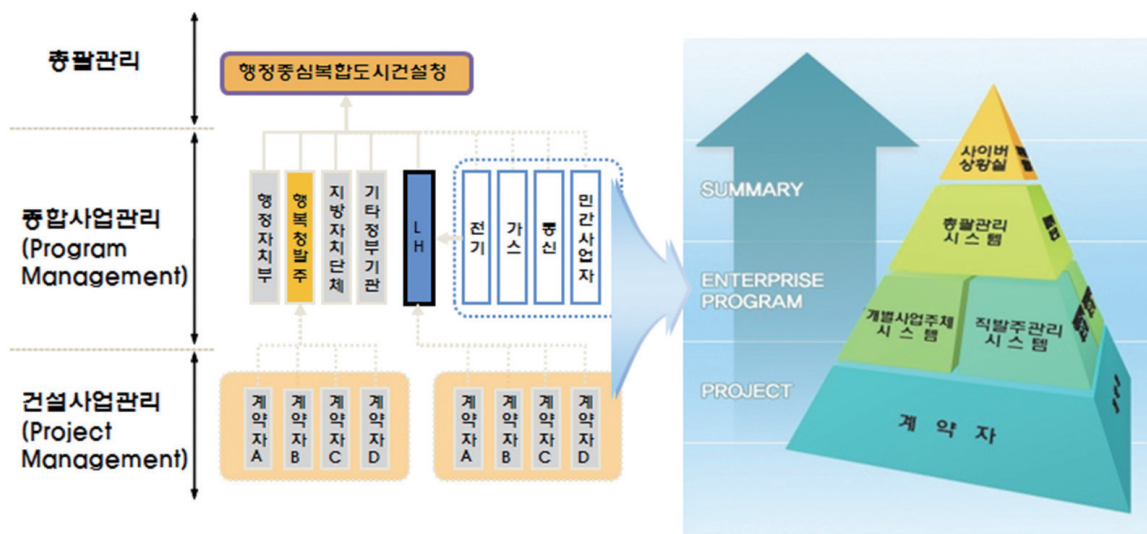 총괄관리
행정중심복합도시건설청
종합사업관리
(Program
Management)
행정자치부
행복청발주
지방자치단체
기타정부기관
LH
전기
가스
통신
민간사업자
건설사업관리
(Project
Management)
계약자A
계약자B
계약자C
계약자D
계약자A
계약자B
계약자C
계약자D
SUMMARY
ENTERPRISE
PROGRAM
PROJECT
사이버
상황실
총괄관리
시스템
개별사업주체
시스템
직발주관리
시스템
계약자